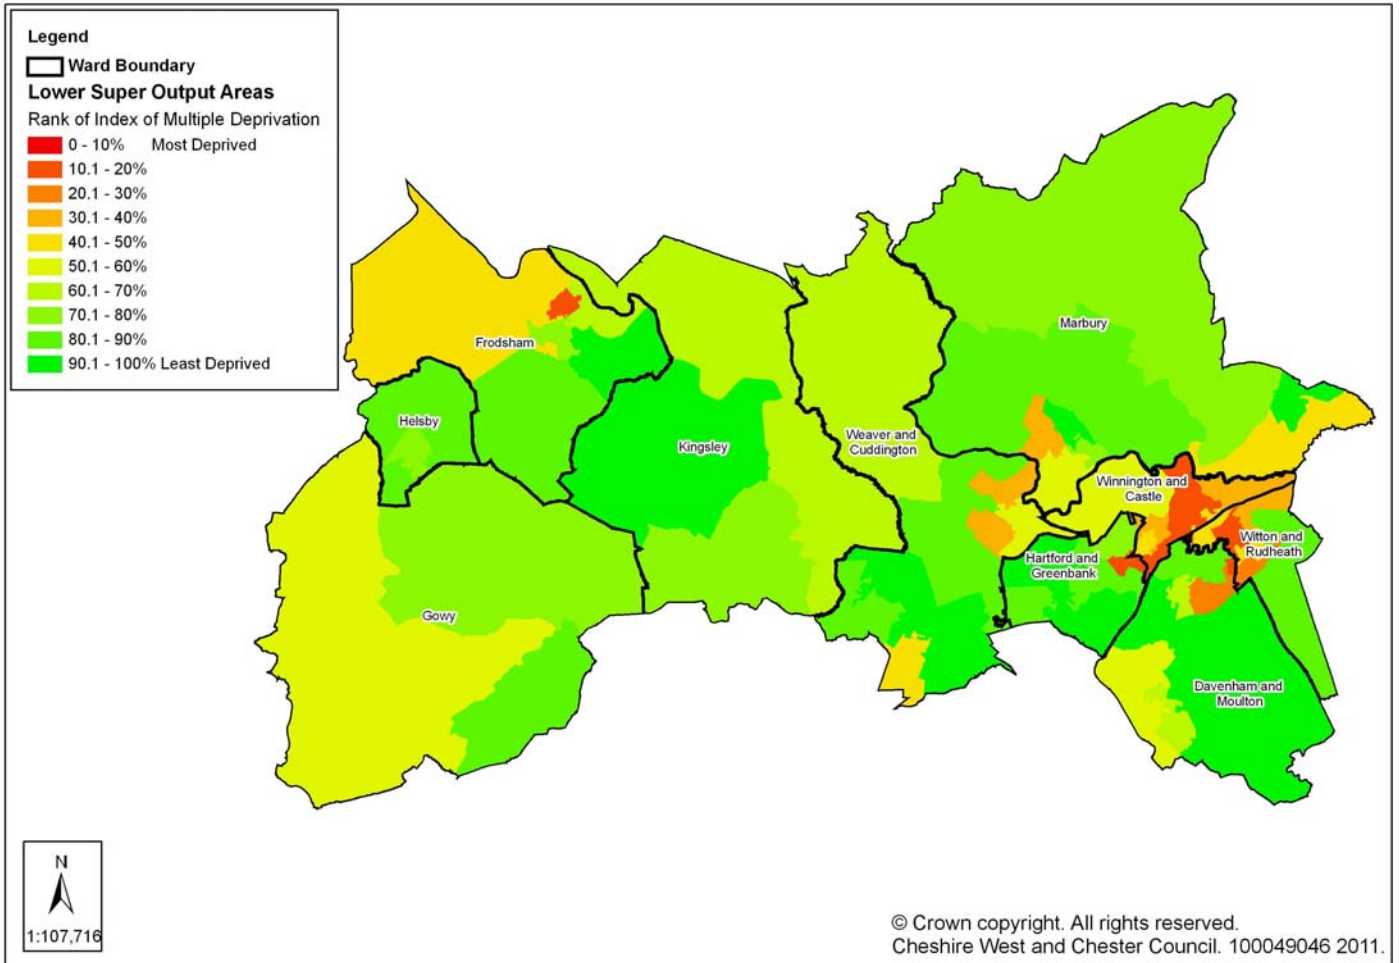 Legend
Ward Boundary
Lower Super Output Areas
Rank of Index of Multiple Deprivation
0 - 10% Most Deprived
10.1 - 20%
20.1 - 30%
30.1 - 40%
40.1 - 50%
50.1 - 60%
60.1 - 70%
70.1 - 80%
80.1 - 90%
90.1 - 100% Least Deprived
Marbury
Frodsham
Helsby
Kingsley
Weaver and
Cuddington
Winnington and
Castle
Witton and
Rudheath
Hartford and
Greenbank
Gowy
Davenham and
Moulton
N
1:107,716
© Crown copyright. All rights reserved.
Cheshire West and Chester Council. 100049046 2011.